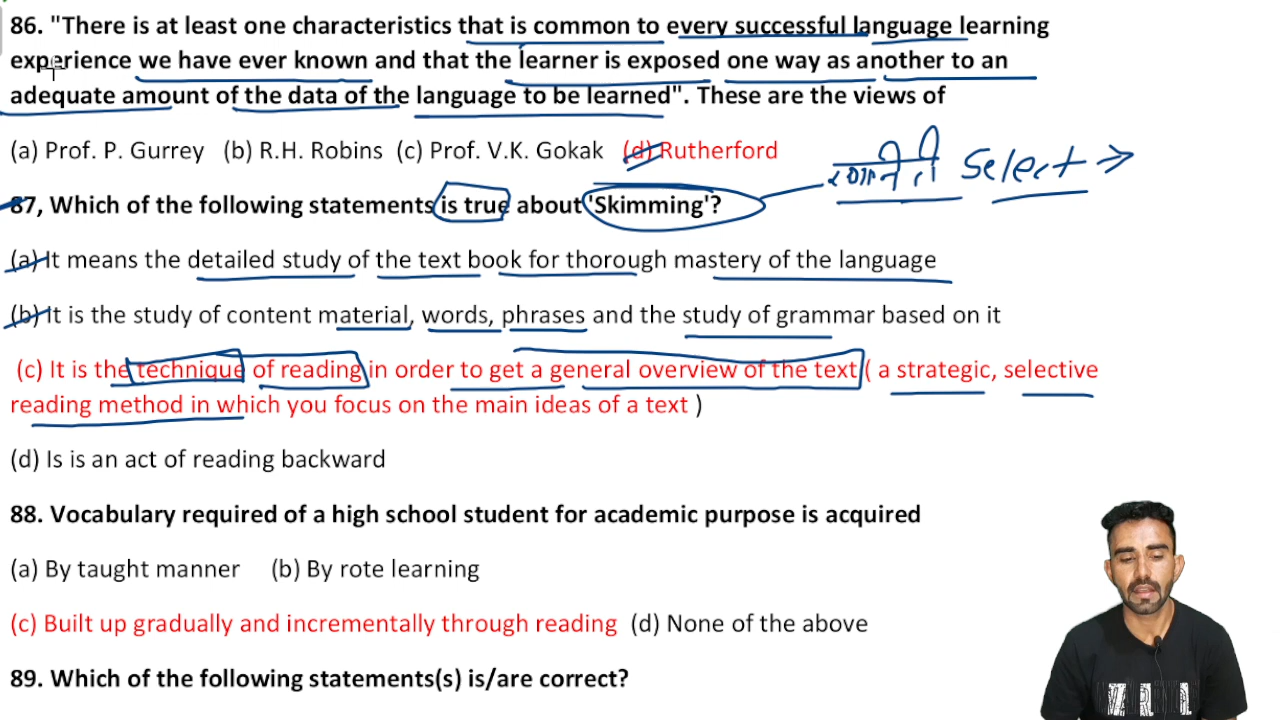 86. "There is at least one characteristics that is common to every successful language learning
experience we have ever known and that the learner is exposed one way as another to an
adequate amount of the data of the language to be learned". These are the views of
(a) Prof. P. Gurrey (b) R.H. Robins (c) Prof. V.K. Gokak (d) Rutherford
Select
87, Which of the following statements is true about 'Skimming'?
(a) It means the detailed study of the text book for thorough mastery of the language
(b) It is the study of content material, words, phrases and the study of grammar based on it
(c) It is the technique of reading in order to get a general overview of the text ( a strategic, selective
reading method in which you focus on the main ideas of a text )
(d) Is is an act of reading backward
88. Vocabulary required of a high school student for academic purpose is acquired
(a) By taught manner (b) By rote learning
(c) Built up gradually and incrementally through reading (d) None of the above
89. Which of the following statements(s) is/are correct?